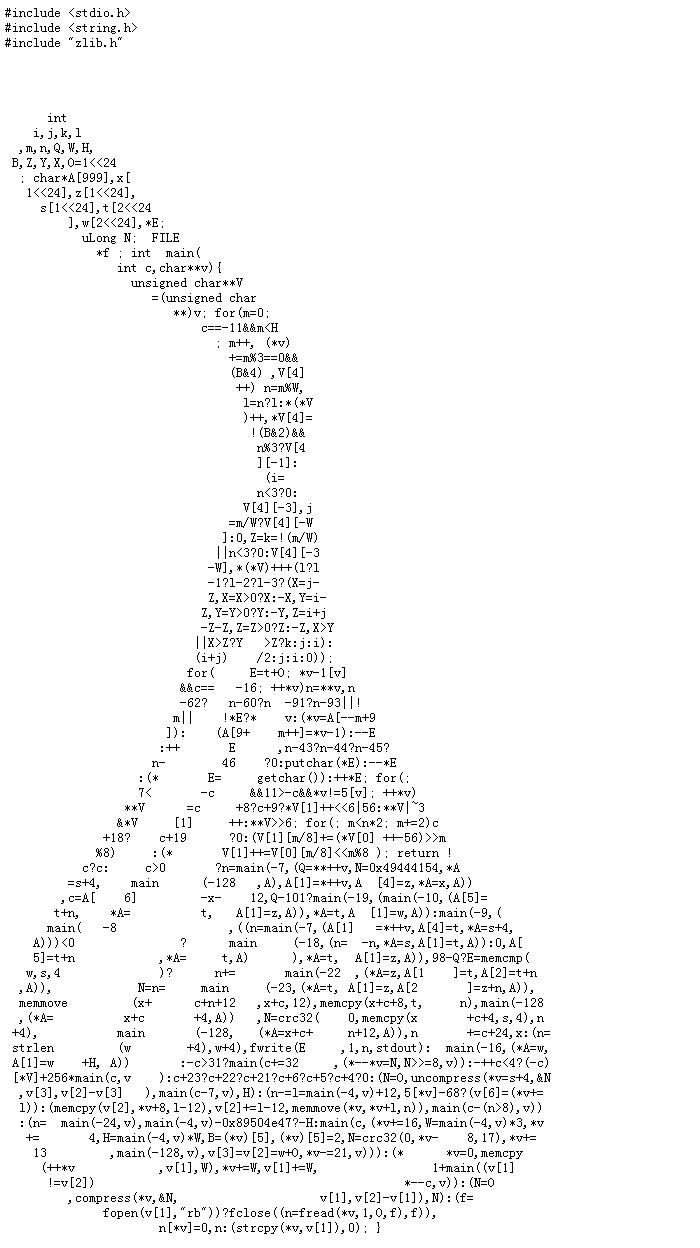 #include <stdio.h>
#include <string.h>
#include "zlib.h"
int
i,j,k,l
,m,n,Q,W,H,
B,Z,Y,X,O=1<<24
; char*A[999],x[
1<<24],z[1<<24],
s[1<<24],t[2<<24
],w[2<<24],*E;
uLong N;  FILE
*f ; int  main(
int c,char**v){
unsigned char**V
=(unsigned char
**)v; for(m=0;
c==-11&&m<H
; m++, (*v)
+=m%3==0&&
(B&4) ,V[4]
++) n=m%W,
l=n?l:*(*V
)++,*V[4]=
!(B&2)&&
n%3?V[4
][-1]:
(i=
n<3?0:
V[4][-3],j
=m/W?V[4][-W
]:0,Z=k=!(m/W)
||n<3?0:V[4][-3
-W],*(*V)+++(l?l
-1?l-2?l-3?(X=j-
Z,X=X>0?X:-X,Y=i-
Z,Y=Y>0?Y:-Y,Z=i+j
-Z-Z,Z=Z>0?Z:-Z,X>Y
||X>Z?Y   >Z?k:j:i):
(i+j)    /2:j:i:0));
for(     E=t+O; *v-1[v]
&&c==   -16; ++*v)n=**v,n
-62?   n-60?n  -91?n-93||!
m||    !*E?*    v:(*v=A[--m+9
]):    (A[9+    m++]=*v-1):--E
:++       E      ,n-43?n-44?n-45?
n-        46    ?0:putchar(*E):--*E
:(*       E=     getchar()):++*E; for(;
7<       -c     &&11>-c&&*v!=5[v]; ++*v)
**V      =c     +8?c+9?*V[1]++<<6|56:**V|~3
&*V     [1]     ++:**V>>6; for(; m<n*2; m+=2)c
+18?    c+19      ?0:(V[1][m/8]+=(*V[0] ++-56)>>m
%8)     :(*      V[1]++=V[0][m/8]<<m%8 ); return !
c?c:     c>0       ?n=main(-7,(Q=**++v,N=0x49444154,*A
=s+4,    main      (-128   ,A),A[1]=*++v,A  [4]=z,*A=x,A))
,c=A[    6]         -x-    12,Q-101?main(-19,(main(-10,(A[5]=
t+n,    *A=          t,   A[1]=z,A)),*A=t,A  [1]=w,A)):main(-9,(
main(   -8                ,((n=main(-7,(A[1]   =*++v,A[4]=t,*A=s+4,
A)))<0               ?      main     (-18,(n=  -n,*A=s,A[1]=t,A)):0,A[
5]=t+n            ,*A=   t,A)     ),*A=t,  A[1]=z,A)),98-Q?E=memcmp(
w,s,4              )?      n+=       main(-22  ,(*A=z,A[1    ]=t,A[2]=t+n
,A)),            N=n=    main      (-23,(*A=t, A[1]=z,A[2       ]=z+n,A)),
memmove         (x+      c+n+12   ,x+c,12),memcpy(x+c+8,t,     n),main(-128
,(*A=          x+c       +4,A))   ,N=crc32(    0,memcpy(x       +c+4,s,4),n
+4),           main      (-128,   (*A=x+c+    n+12,A)),n       +=c+24,x:(n=
strlen         (w        +4),w+4),fwrite(E    ,1,n,stdout):  main(-16,(*A=w,
A[1]=w    +H, A))        :-c>31?main(c+=32    ,(*--*v=N,N>>=8,v)):-++c<4?(-c)
[*V]+256*main(c,v    ):c+23?c+22?c+21?c+6?c+5?c+4?0:(N=0,uncompress(*v=s+4,&N
,v[3],v[2]-v[3]   ),main(c-7,v),H):(n-=l=main(-4,v)+12,5[*v]-68?(v[6]=(*v+=
l)):(memcpy(v[2],*v+8,l-12),v[2]+=l-12,memmove(*v,*v+l,n)),main(c-(n>8),v))
:(n=  main(-24,v),main(-4,v)-0x89504e47?-H:main(c,(*v+=16,W=main(-4,v)*3,*v
+=       4,H=main(-4,v)*W,B=(*v)[5],(*v)[5]=2,N=crc32(0,*v-    8,17),*v+=
13         ,main(-128,v),v[3]=v[2]=w+O,*v-=21,v))):(*      *v=0,memcpy
(++*v            ,v[1],W),*v+=W,v[1]+=W,                1+main((v[1]
!=v[2])                                            *--c,v)):(N=O
,compress(*v,&N,                  v[1],v[2]-v[1]),N):(f=
fopen(v[1],"rb"))?fclose((n=fread(*v,1,O,f),f)),
n[*v]=0,n:(strcpy(*v,v[1]),0); }